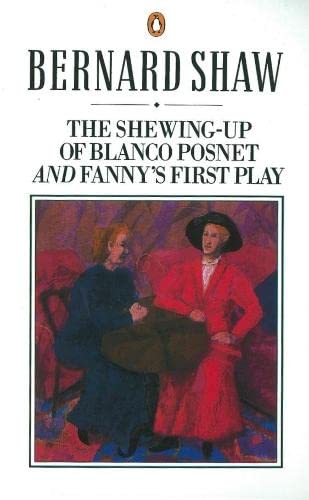 BERNARD SHAW
THE SHEWING-UP
OF BLANCO POSNET
AND FANNY'S FIRST PLAY